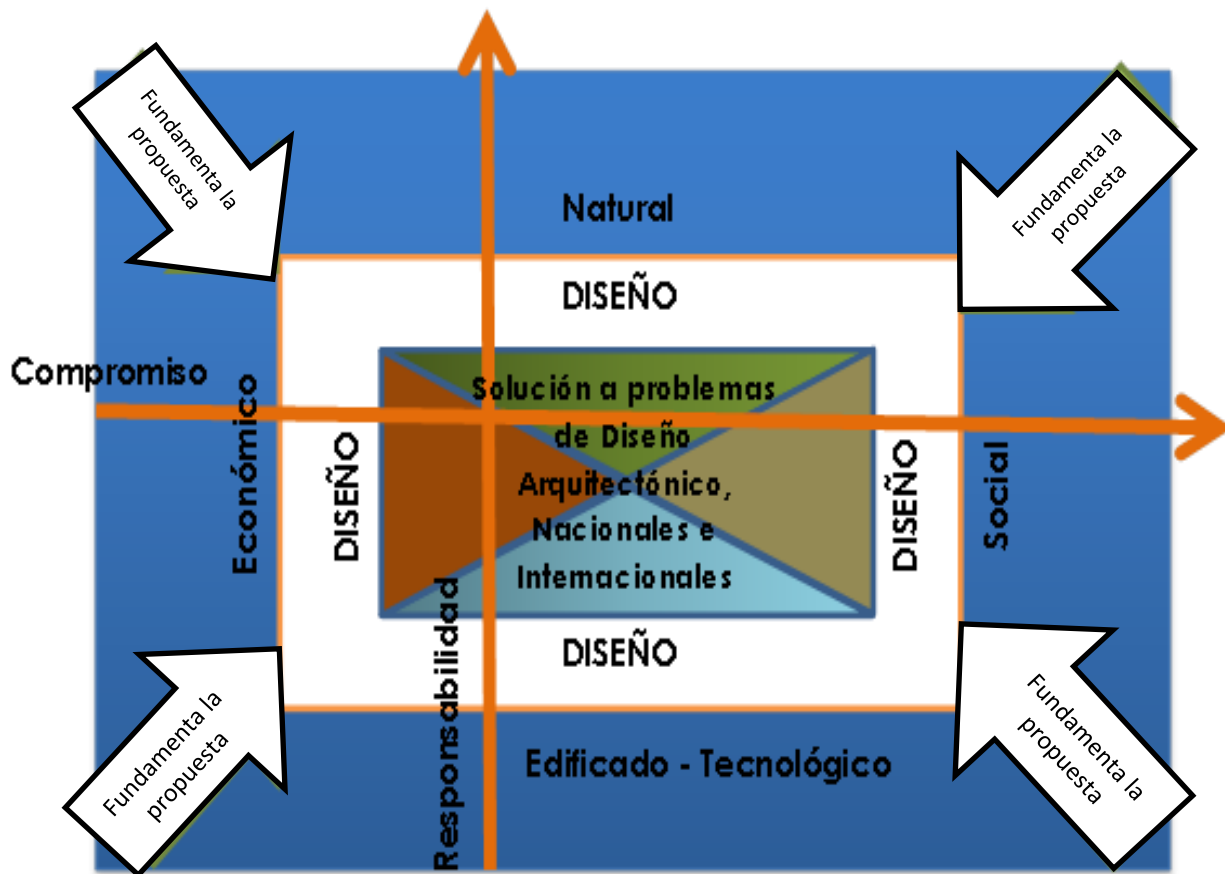 Fundamenta la
propuesta
Fundamenta la
propuesta
Natural
DISEÑO
Compromiso
Económico
DISEÑO
Solución a problemas
de Diseño
Arquitectónico,
Nacionales e
Internacionales
DISEÑO
Social
Responsabilidad
DISEÑO
Edificado - Tecnológico
Fundamenta la
propuesta
Fundamenta la
propuesta